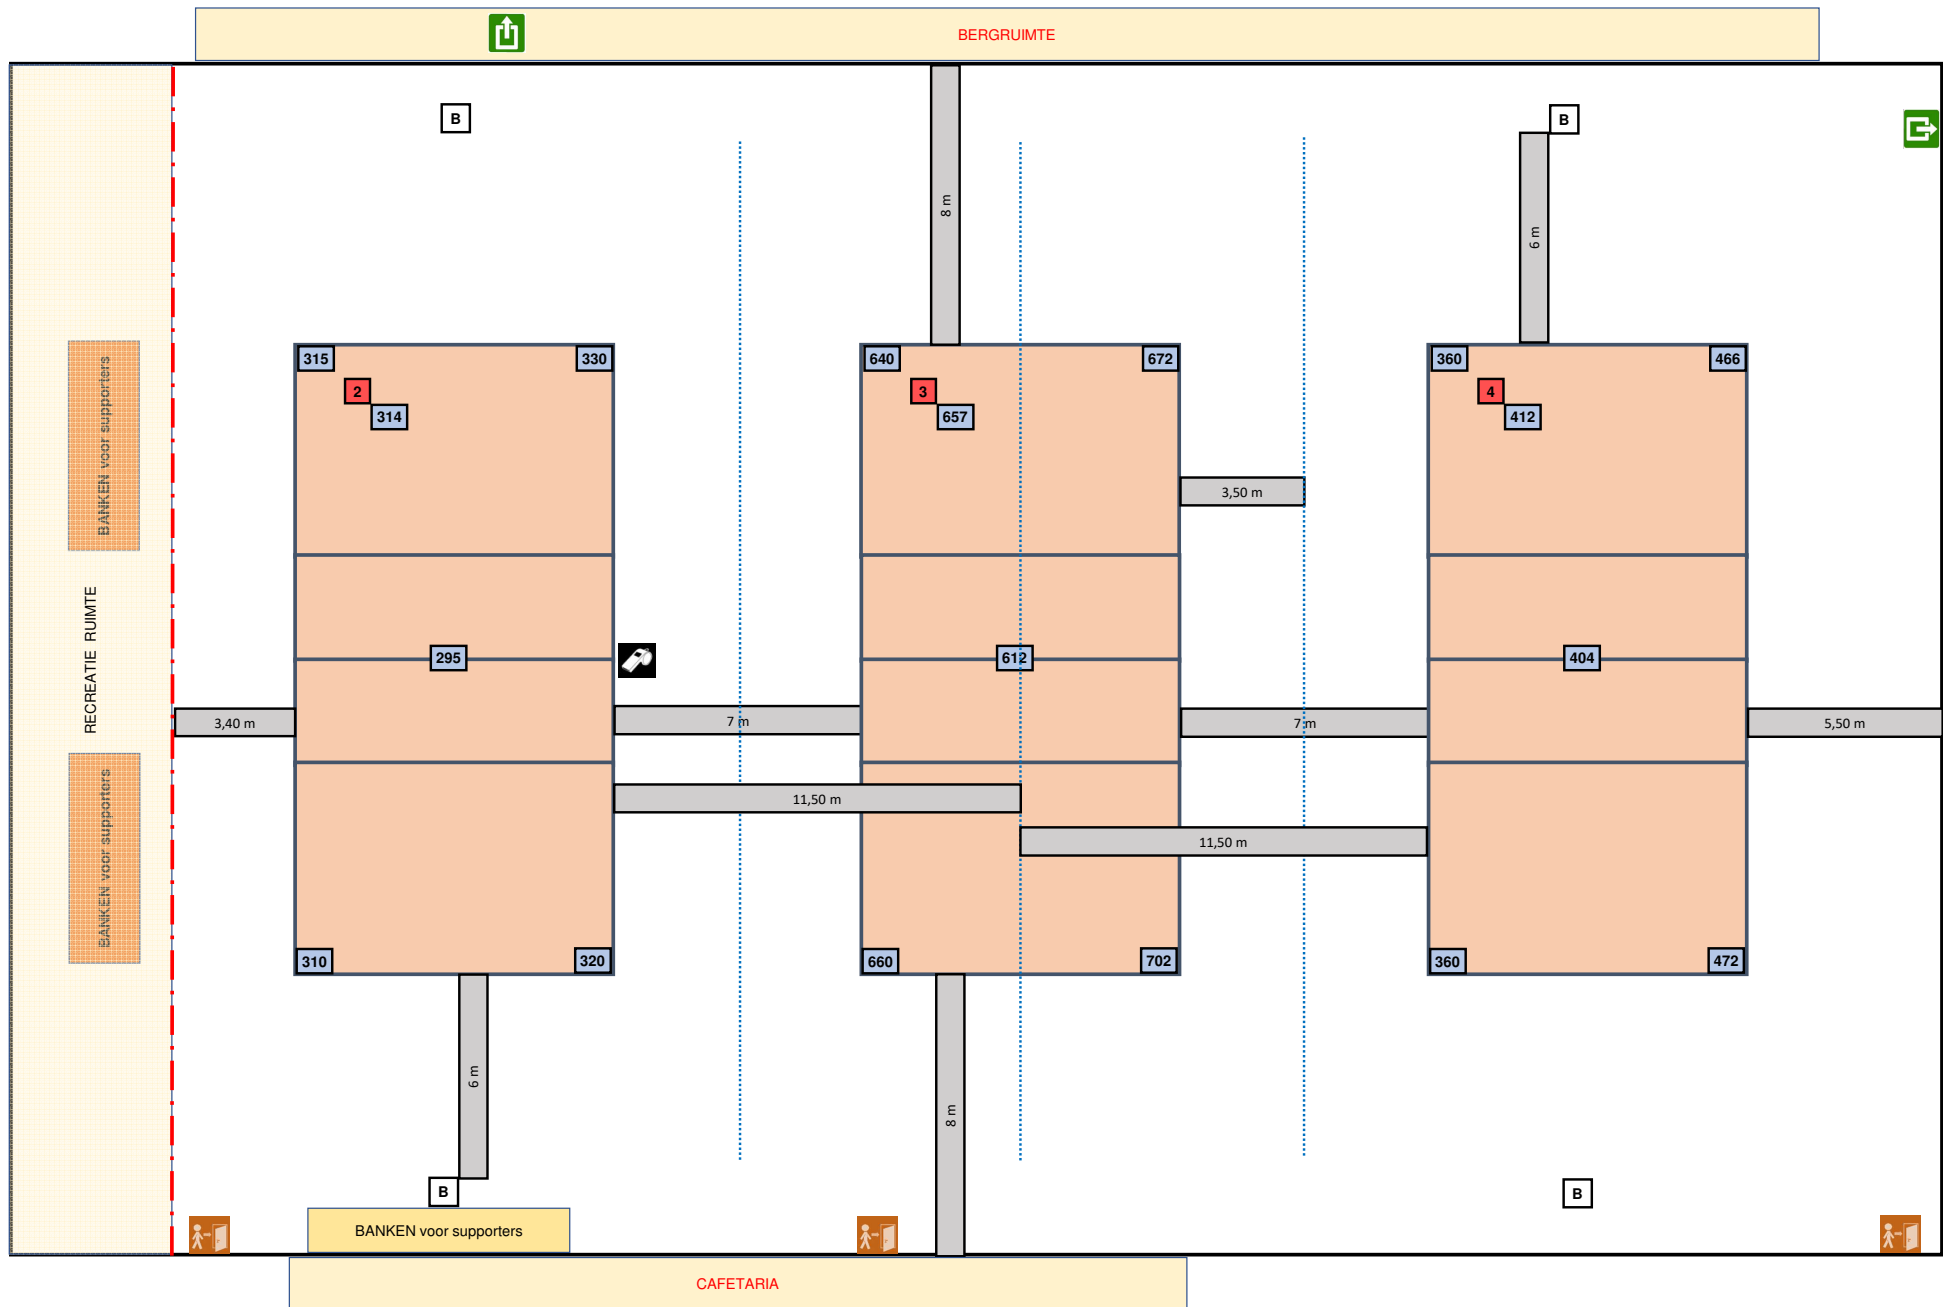 BERGRUIMTE
B
B
8 m
6 m
315
330
640
672
360
466
2
314
3
657
4
412
BANKEN voor supporters
3,50 m
RECREATIE RUIMTE
295
612
404
3,40 m
7 m
7 m
5,50 m
11,50 m
11,50 m
BANKEN voor supporters
310
320
660
702
360
472
6 m
8 m
B
B
BANKEN voor supporters
CAFETARIA